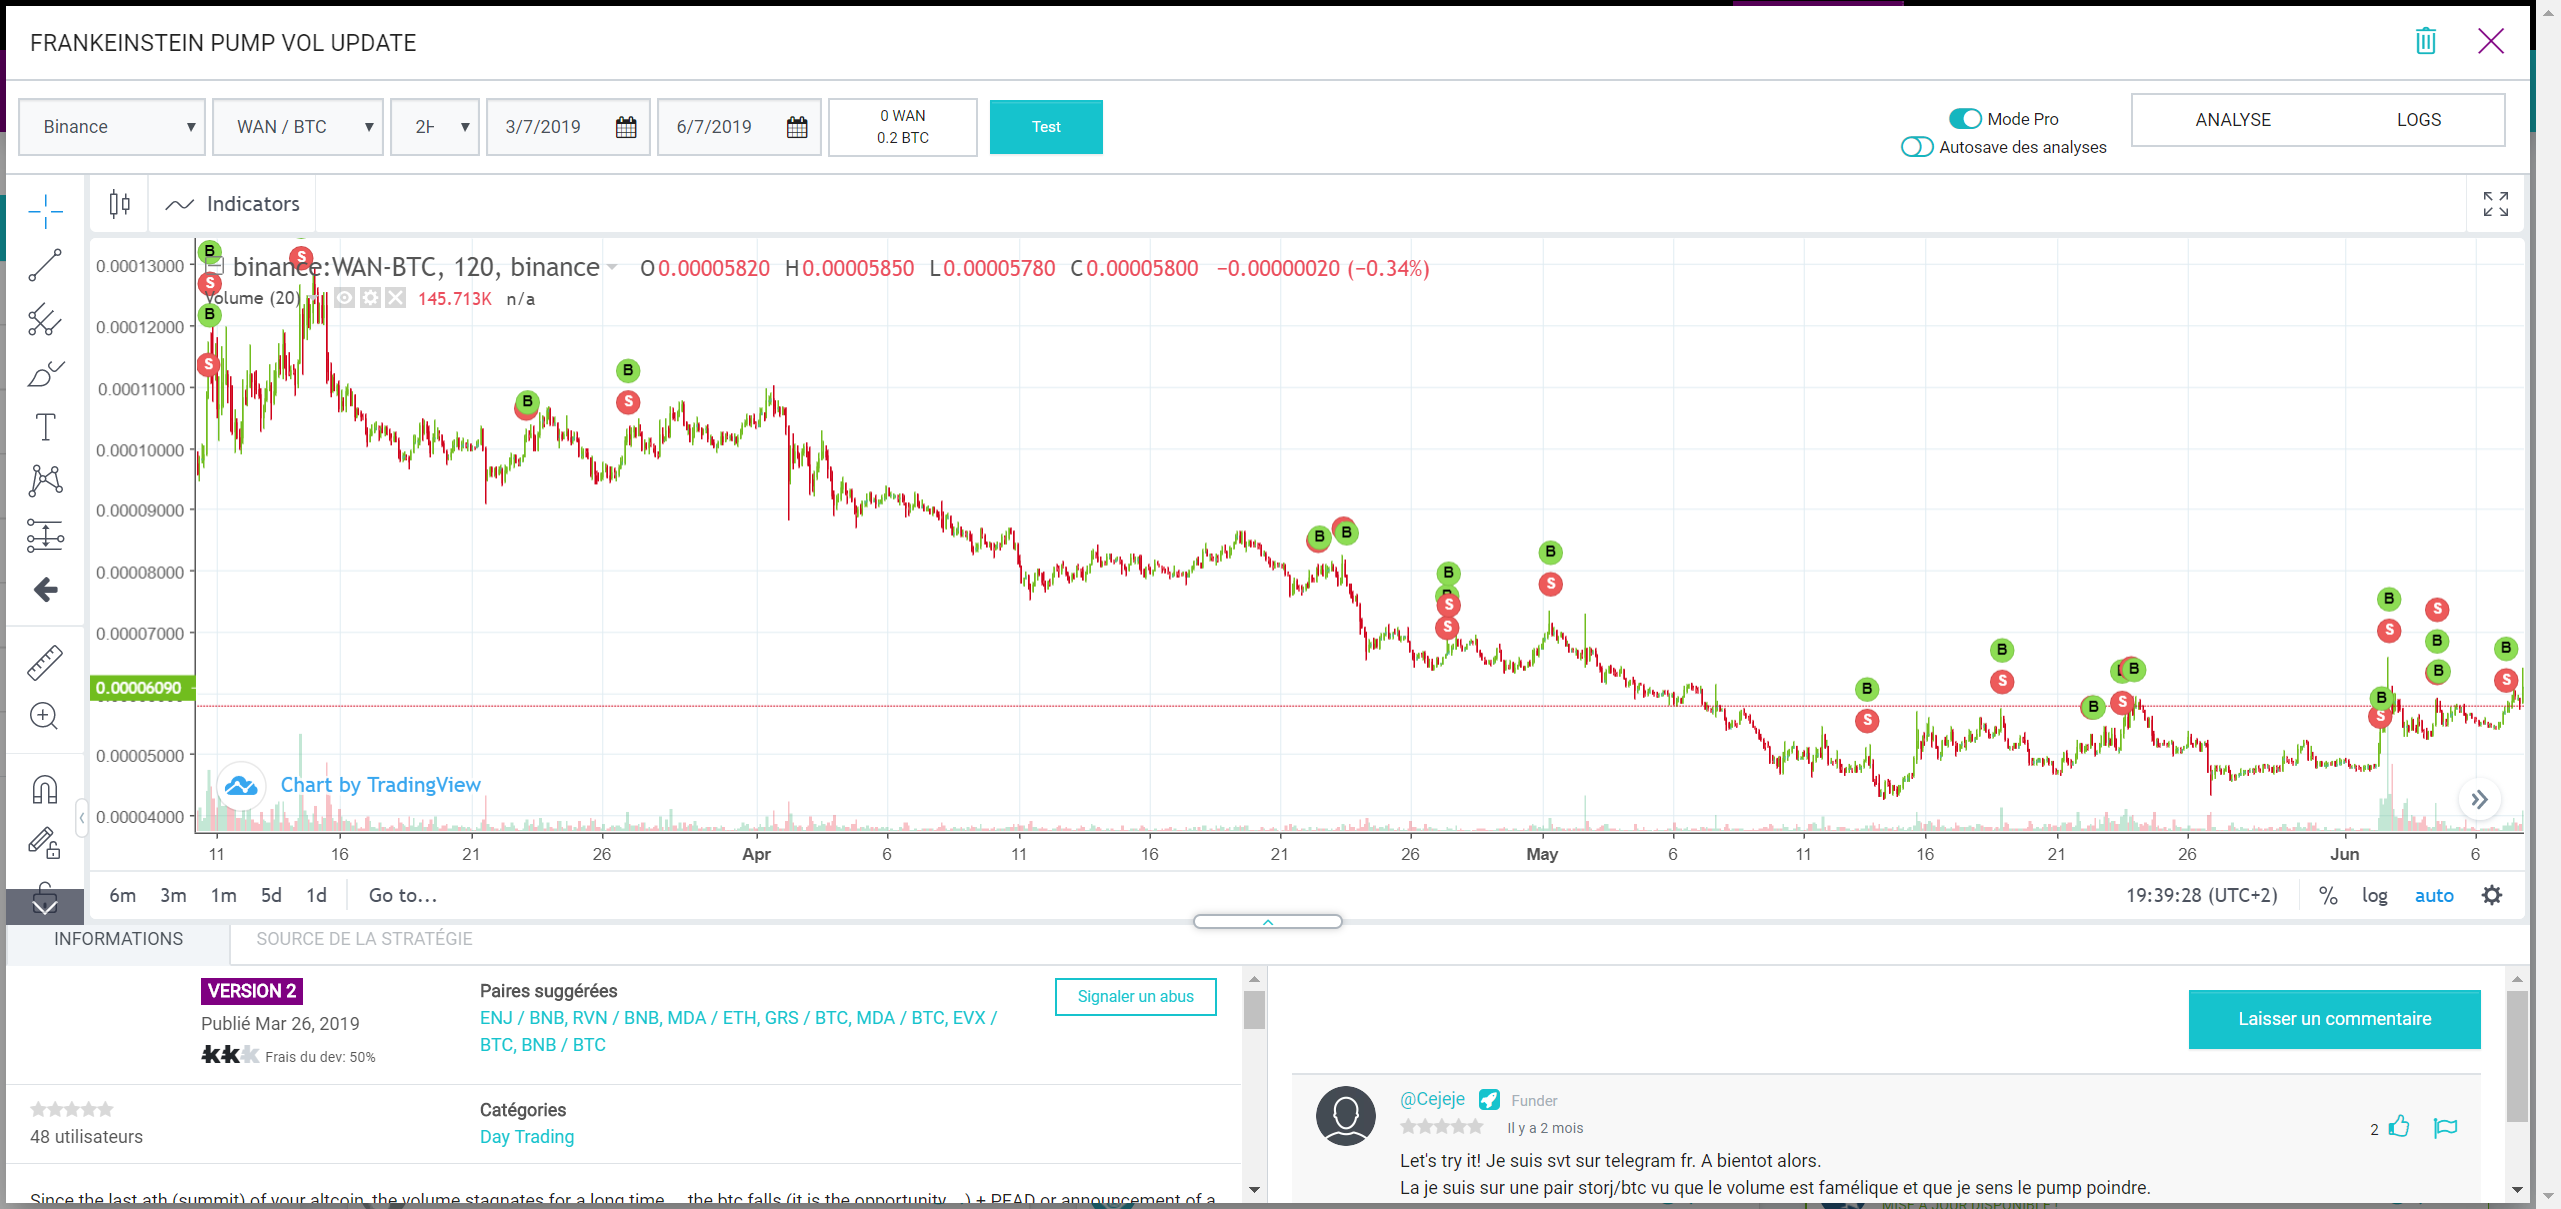 FRANKEINSTEIN PUMP VOL UPDATE
Binance
WAN / BTC
2H
3/7/2019
6/7/2019
0 WAN
0.2 BTC
Test
Mode Pro
Autosave des analyses
ANALYSE
LOGS
Indicators
binance:WAN-BTC, 120, binance
O0.00005820 H0.00005850 L0.00005780 C0.00005800 −0.00000020 (−0.34%)
Volume (20)
145.713K n/a
0.00013000
0.00012000
0.00011000
0.00010000
0.00009000
0.00008000
0.00007000
0.00006090
0.00005000
0.00004000
B
S
B
S
S
B
B
S
B
B
B
S
S
B
S
B
S
B
S
B
B
S
B
S
B
S
S
B
B
B
S
Chart by TradingView
11 16 21 26 Apr 6 11 16 21 26 May 6 11 16 21 26 Jun 6
6m 3m 1m 5d 1d Go to...
19:39:28 (UTC+2) % log auto
INFORMATIONS
SOURCE DE LA STRATÉGIE
VERSION 2
Publié Mar 26, 2019
Frais du dev: 50%
Paires suggérées
ENJ / BNB, RVN / BNB, MDA / ETH, GRS / BTC, MDA / BTC, EVX /
BTC, BNB / BTC
Signaler un abus
48 utilisateurs
Catégories
Day Trading
Since the last ath (summit) of your altcoin, the volume stagnates for a long time ... the btc falls (it is the opportunity ...) + PEAD or announcement of a
Laisser un commentaire
@Cejeje
Funder
Il y a 2 mois
2
Let's try it! Je suis svt sur telegram fr. A bientot alors.
La je suis sur une pair storj/btc vu que le volume est famélique et que je sens le pump poindre.
MISE À JOUR DISPONIBLE !